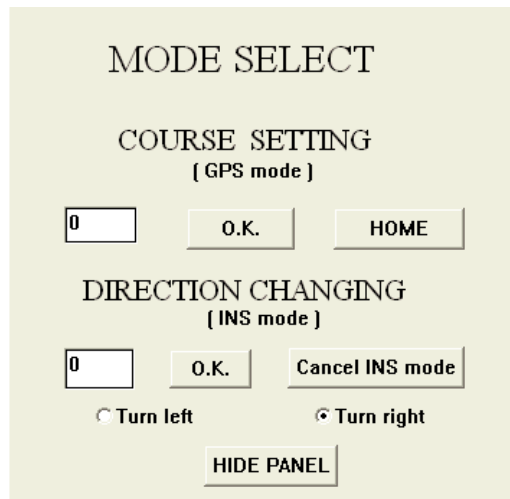 MODE SELECT
COURSE SETTING
( GPS mode )
0 O.K. HOME
DIRECTION CHANGING
( INS mode )
0 O.K. Cancel INS mode
Turn left Turn right
HIDE PANEL